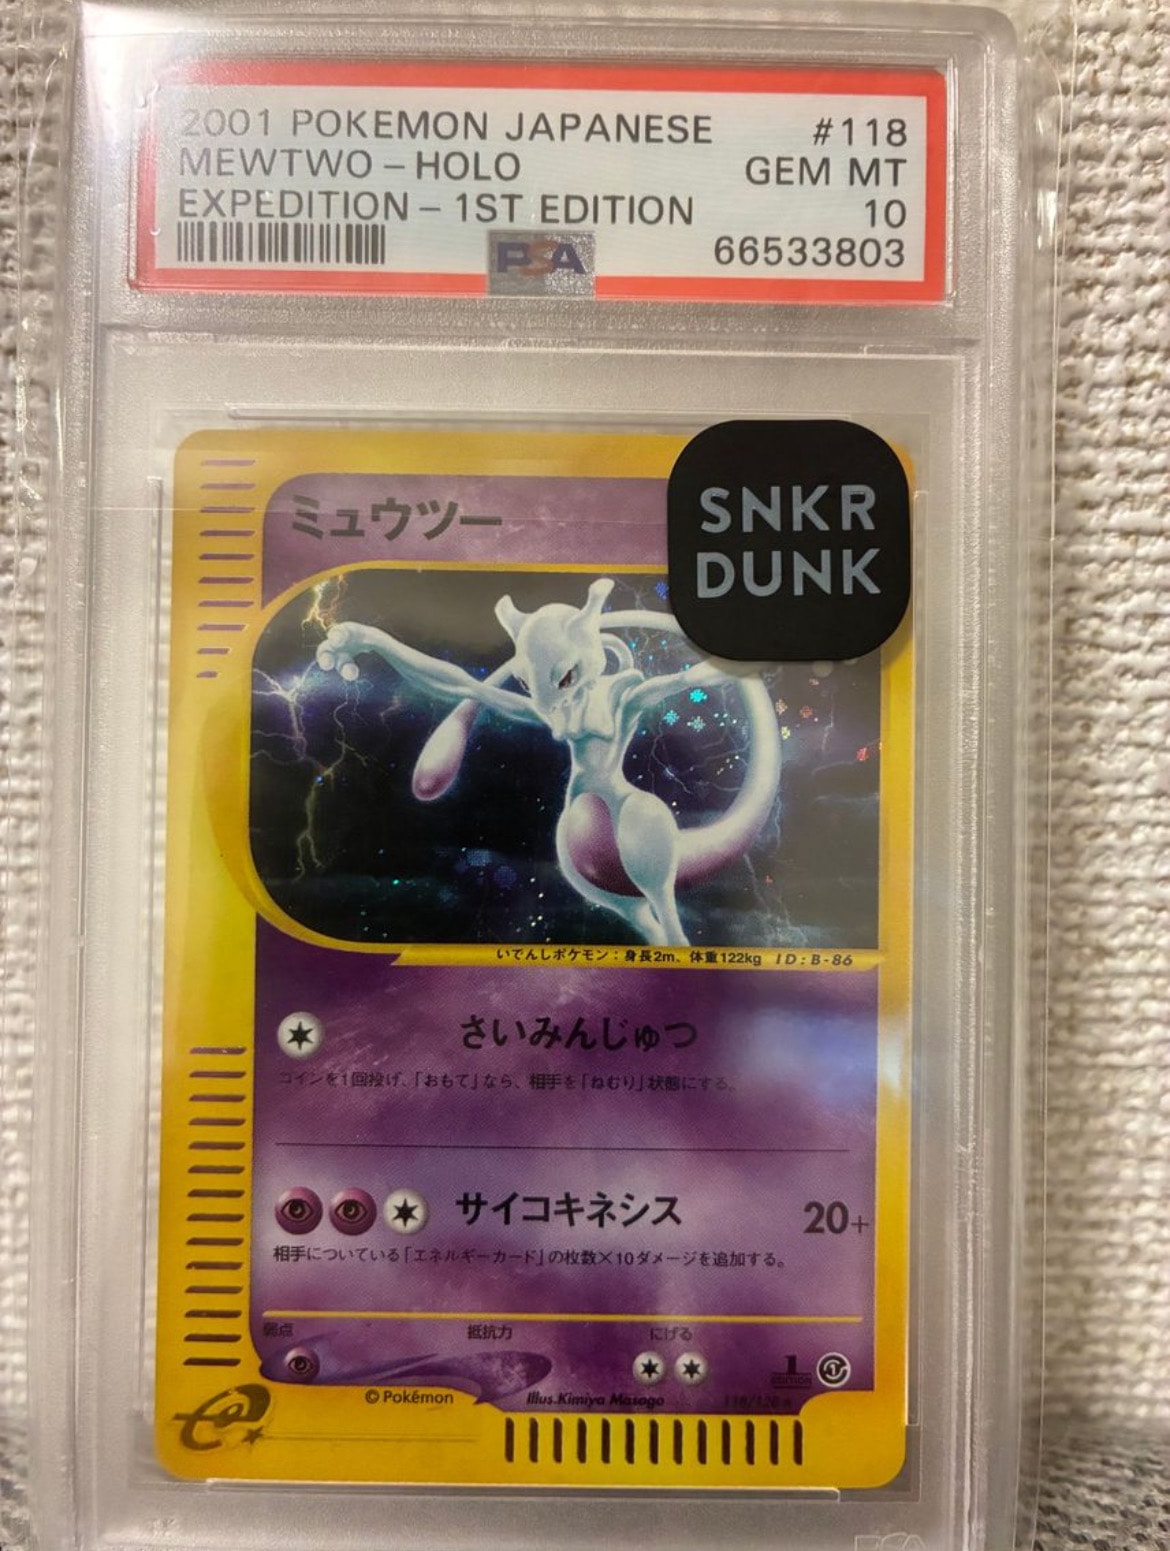 2001 POKEMON JAPANESE #118
MEWTWO - HOLO GEM MT
EXPEDITION - 1ST EDITION 10
66533803
PSA
ミュウツー
SNKR
DUNK
いでんしポケモン：身長2m、体重122kg ID:B-86
さいみんじゅつ
コインを1回投げ、「おもて」なら、相手を「ねむり」状態にする。
サイコキネシス 20+
相手についている「エネルギーカード」の枚数×10ダメージを追加する。
弱点 抵抗力 にげる
1
EDITION
1
©Pokémon Illus.Kimiya Masago 118/128
e
PSA